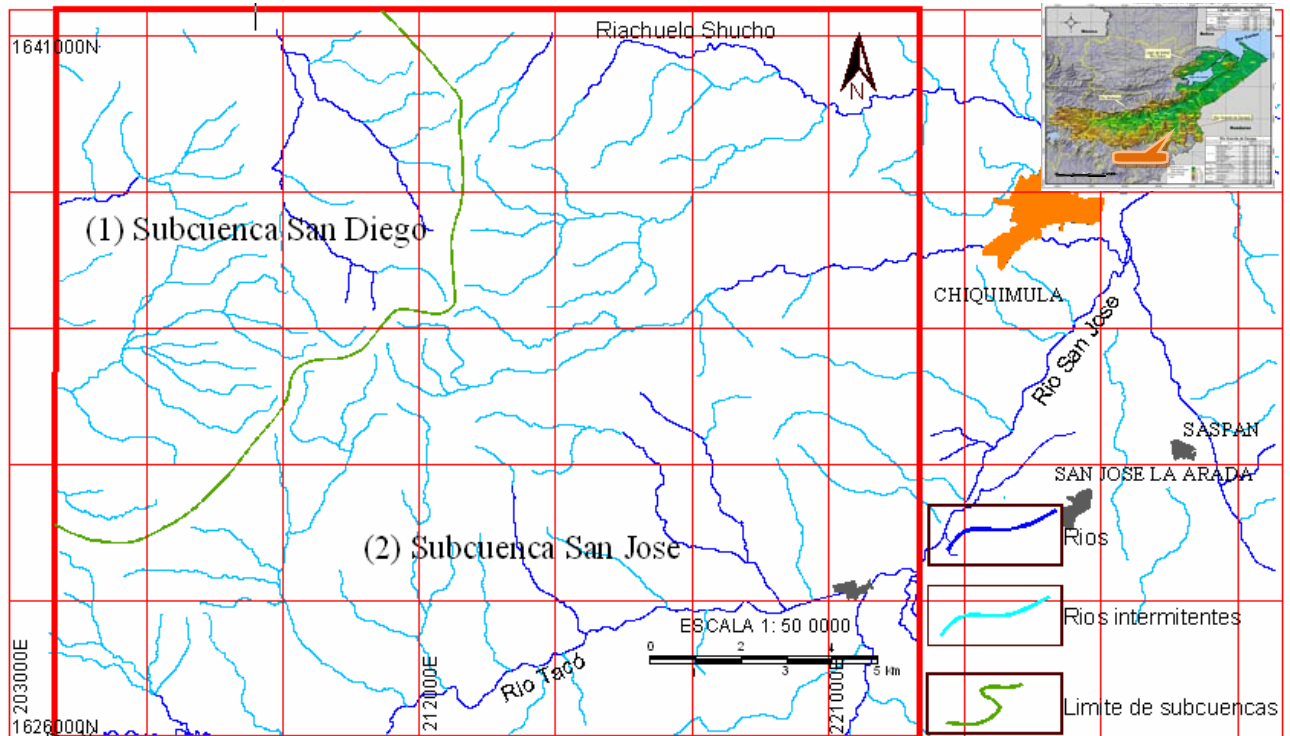 1641000N
Riachuelo Shucho
N
(1) Subcuenca San Diego
CHIQUIMULA
Rio San Jose
SASPAN
SAN JOSE LA ARADA
(2) Subcuenca San Jose
Rios
Rios intermitentes
Limite de subcuencas
ESCALA 1: 50 0000
0 2 4
1 3 5 km
Rio Tacó
203000E
212000E
221000E
1626000N